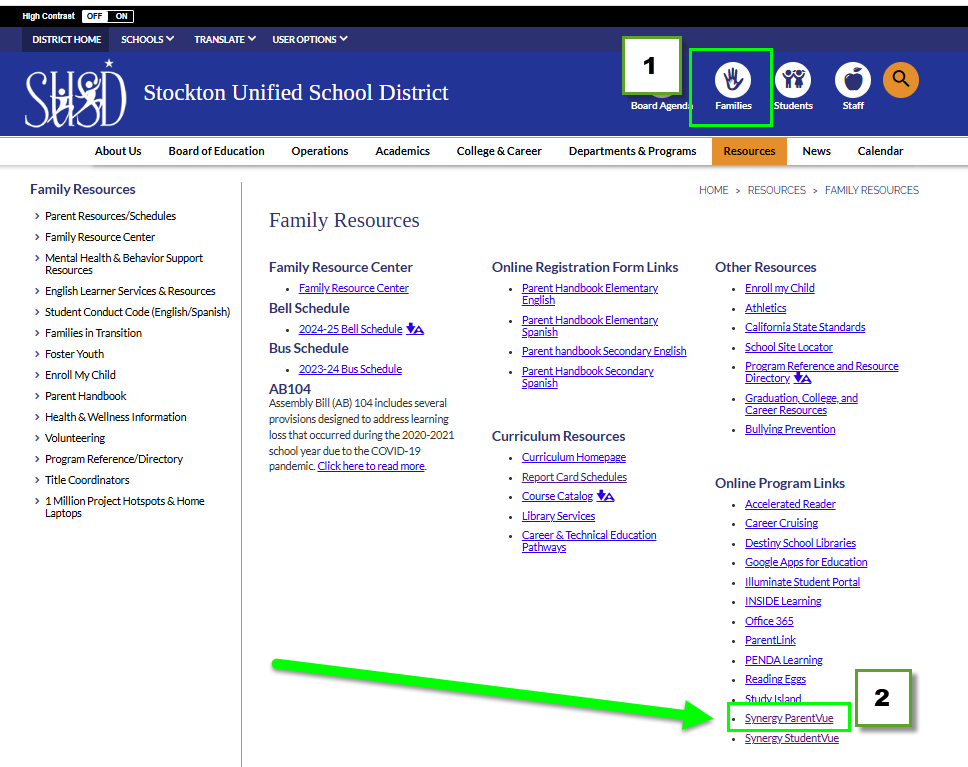 High Contrast OFF ON
DISTRICT HOME SCHOOLS TRANSLATE USER OPTIONS
SUSD
Stockton Unified School District
1
Board Agenda
Families
Students
Staff
About Us
Board of Education
Operations
Academics
College & Career
Departments & Programs
Resources
News
Calendar
Family Resources
Parent Resources/Schedules
Family Resource Center
Mental Health & Behavior Support
Resources
English Learner Services & Resources
Student Conduct Code (English/Spanish)
Families in Transition
Foster Youth
Enroll My Child
Parent Handbook
Health & Wellness Information
Volunteering
Program Reference/Directory
Title Coordinators
1 Million Project Hotspots & Home
Laptops
HOME > RESOURCES > FAMILY RESOURCES
Family Resources
Family Resource Center
Family Resource Center
Bell Schedule
2024-25 Bell Schedule
Bus Schedule
2023-24 Bus Schedule
AB104
Assembly Bill (AB) 104 includes several
provisions designed to address learning
loss that occurred during the 2020-2021
school year due to the COVID-19
pandemic. Click here to read more.
Online Registration Form Links
Parent Handbook Elementary
English
Parent Handbook Elementary
Spanish
Parent handbook Secondary English
Parent Handbook Secondary
Spanish
Curriculum Resources
Curriculum Homepage
Report Card Schedules
Course Catalog
Library Services
Career & Technical Education
Pathways
Other Resources
Enroll my Child
Athletics
California State Standards
School Site Locator
Program Reference and Resource
Directory
Graduation, College, and
Career Resources
Bullying Prevention
Online Program Links
Accelerated Reader
Career Cruising
Destiny School Libraries
Google Apps for Education
Illuminate Student Portal
INSIDE Learning
Office 365
ParentLink
PENDA Learning
Reading Eggs
Study Island
Synergy ParentVue
2
Synergy StudentVue